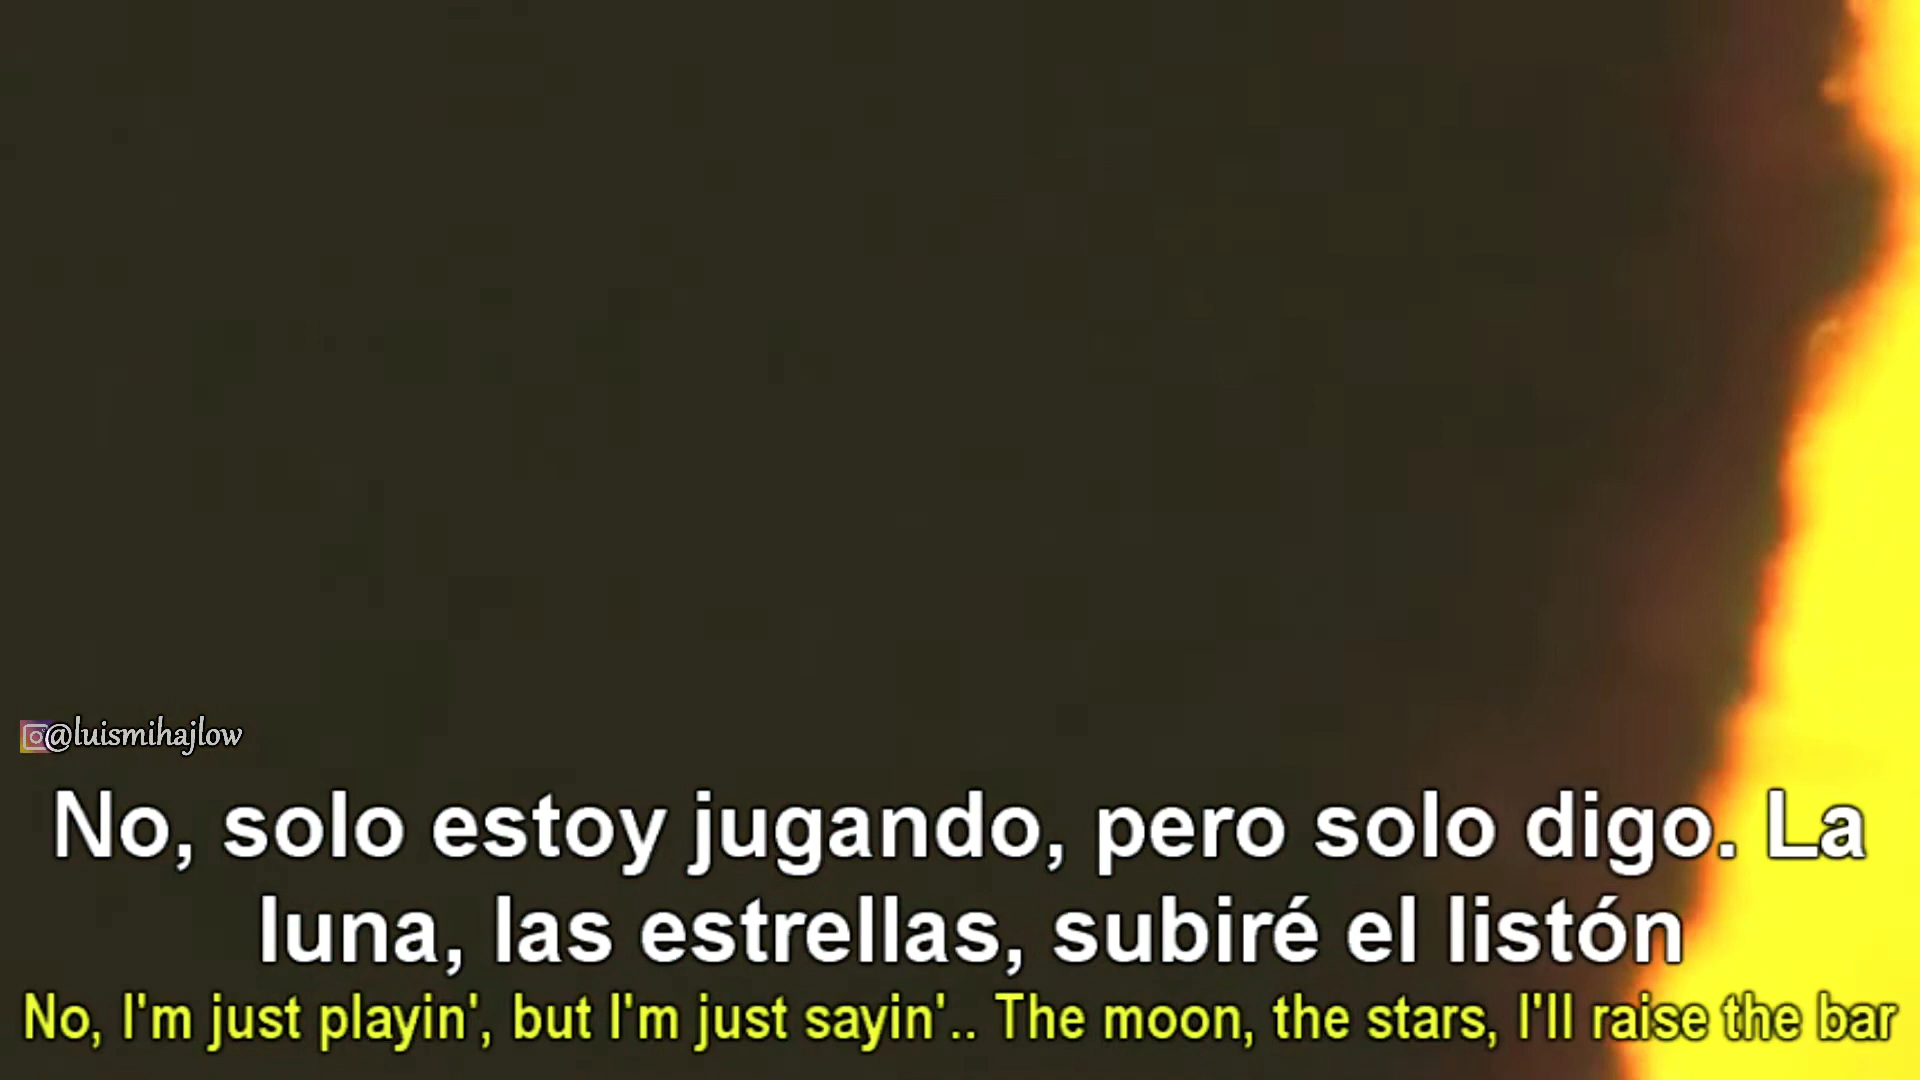 @luismihajlow
No, solo estoy jugando, pero solo digo. La
luna, las estrellas, subiré el listón
No, I'm just playin', but I'm just sayin'.. The moon, the stars, I'll raise the bar